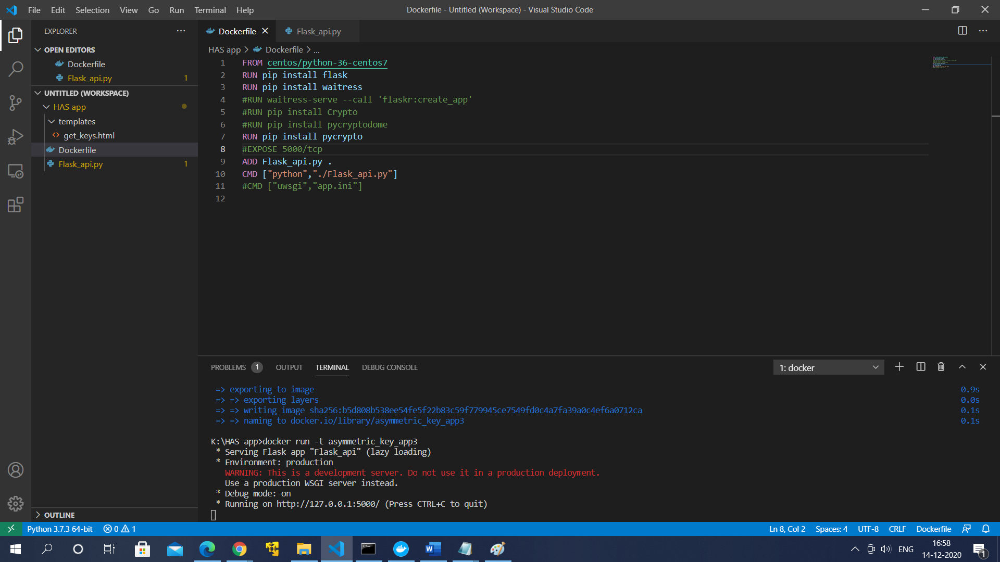 File Edit Selection View Go Run Terminal Help
Dockerfile - Untitled (Workspace) - Visual Studio Code
EXPLORER
OPEN EDITORS
Dockerfile
Flask_api.py 1
UNTITLED (WORKSPACE)
HAS app
templates
get_keys.html
Dockerfile
Flask_api.py 1
OUTLINE
Dockerfile Flask_api.py
HAS app > Dockerfile > ...
1 FROM centos/python-36-centos7
2 RUN pip install flask
3 RUN pip install waitress
4 #RUN waitress-serve --call 'flaskr:create_app'
5 #RUN pip install Crypto
6 #RUN pip install pycryptodome
7 RUN pip install pycrypto
8 #EXPOSE 5000/tcp
9 ADD Flask_api.py .
10 CMD ["python","./Flask_api.py"]
11 #CMD ["uwsgi","app.ini"]
12
PROBLEMS 1 OUTPUT TERMINAL DEBUG CONSOLE 1: docker
=> exporting to image 0.9s
=> => exporting layers 0.0s
=> => writing image sha256:b5d808b538ee54fe5f22b83c59f779945ce7549fd0c4a7fa39a0c4ef6a0712ca 0.1s
=> => naming to docker.io/library/asymmetric_key_app3 0.1s
K:\HAS app>docker run -t asymmetric_key_app3
* Serving Flask app "Flask_api" (lazy loading)
* Environment: production
WARNING: This is a development server. Do not use it in a production deployment.
Use a production WSGI server instead.
* Debug mode: on
* Running on http://127.0.0.1:5000/ (Press CTRL+C to quit)
Python 3.7.3 64-bit 0 1 Ln 8, Col 2 Spaces: 4 UTF-8 CRLF Dockerfile
ENG 16:58 1
14-12-2020